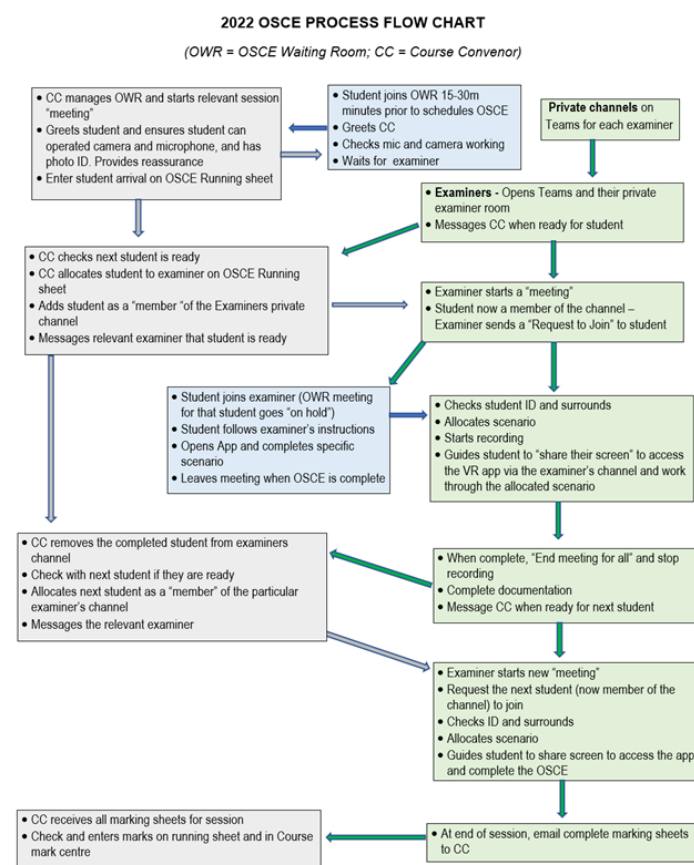 2022 OSCE PROCESS FLOW CHART
(OWR = OSCE Waiting Room; CC = Course Convenor)
• CC manages OWR and starts relevant session
"meeting"
• Greets student and ensures student can
operated camera and microphone, and has
photo ID. Provides reassurance
• Enter student arrival on OSCE Running sheet
• Student joins OWR 15-30m
minutes prior to schedules OSCE
• Greets CC
• Checks mic and camera working
• Waits for examiner
Private channels on
Teams for each examiner
• Examiners - Opens Teams and their private
examiner room
• Messages CC when ready for student
• CC checks next student is ready
• CC allocates student to examiner on OSCE Running
sheet
• Adds student as a "member "of the Examiners private
channel
• Messages relevant examiner that student is ready
• Examiner starts a "meeting"
• Student now a member of the channel –
Examiner sends a "Request to Join" to student
• Student joins examiner (OWR meeting
for that student goes "on hold")
• Student follows examiner's instructions
• Opens App and completes specific
scenario
• Leaves meeting when OSCE is complete
• Checks student ID and surrounds
• Allocates scenario
• Starts recording
• Guides student to "share their screen" to access
the VR app via the examiner's channel and work
through the allocated scenario
• CC removes the completed student from examiners
channel
• Check with next student if they are ready
• Allocates next student as a "member" of the particular
examiner's channel
• Messages the relevant examiner
• When complete, "End meeting for all" and stop
recording
• Complete documentation
• Message CC when ready for next student
• Examiner starts new "meeting"
• Request the next student (now member of the
channel) to join
• Checks ID and surrounds
• Allocates scenario
• Guides student to share screen to access the app
and complete the OSCE
• CC receives all marking sheets for session
• Check and enters marks on running sheet and in Course
mark centre
• At end of session, email complete marking sheets
to CC